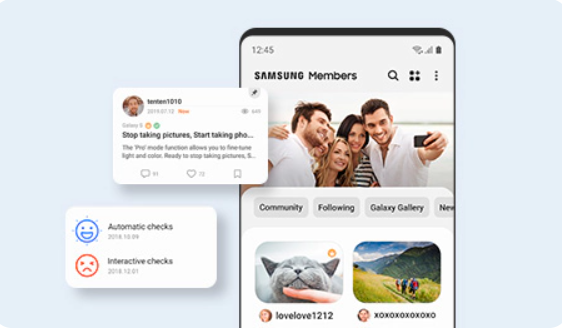 12:45
SAMSUNG Members
tenten1010
2019.07.12 New
649
Galaxy S
Stop taking pictures, Start taking pho...
The 'Pro' mode function allows you to fine-tune
light and color. Ready to stop taking pictures, S...
91
72
Community
Following
Galaxy Gallery
New
Automatic checks
2018.10.09
Interactive checks
2018.12.01
lovelove1212
xoxoxoxoxoxo